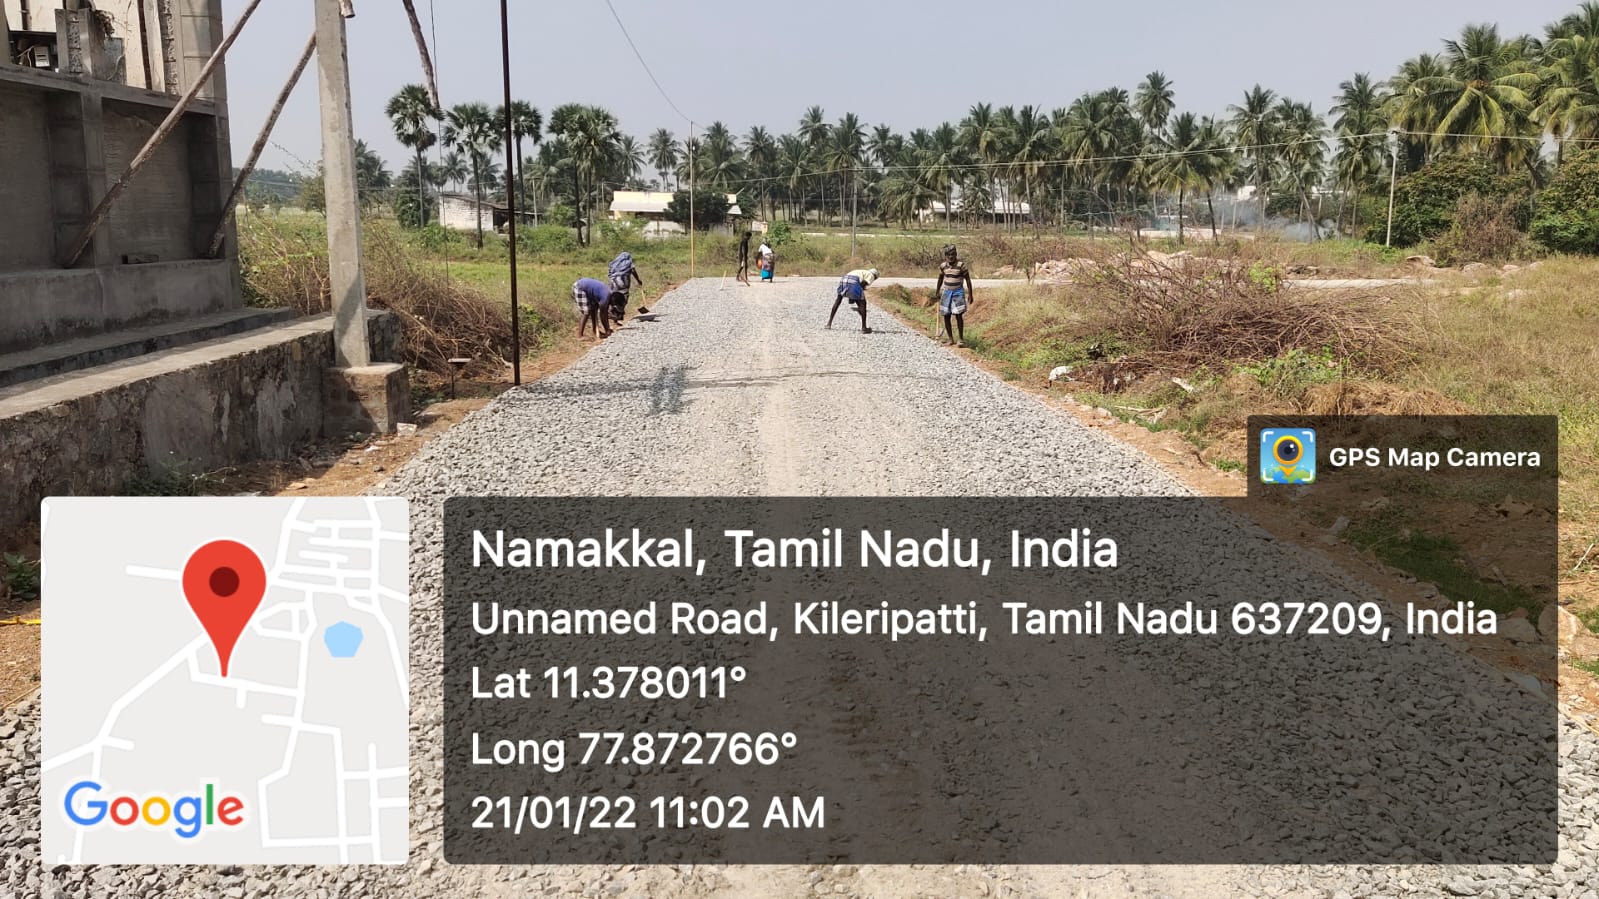 GPS Map Camera
Namakkal, Tamil Nadu, India
Unnamed Road, Kileripatti, Tamil Nadu 637209, India
Lat 11.378011°
Long 77.872766°
21/01/22 11:02 AM
Google